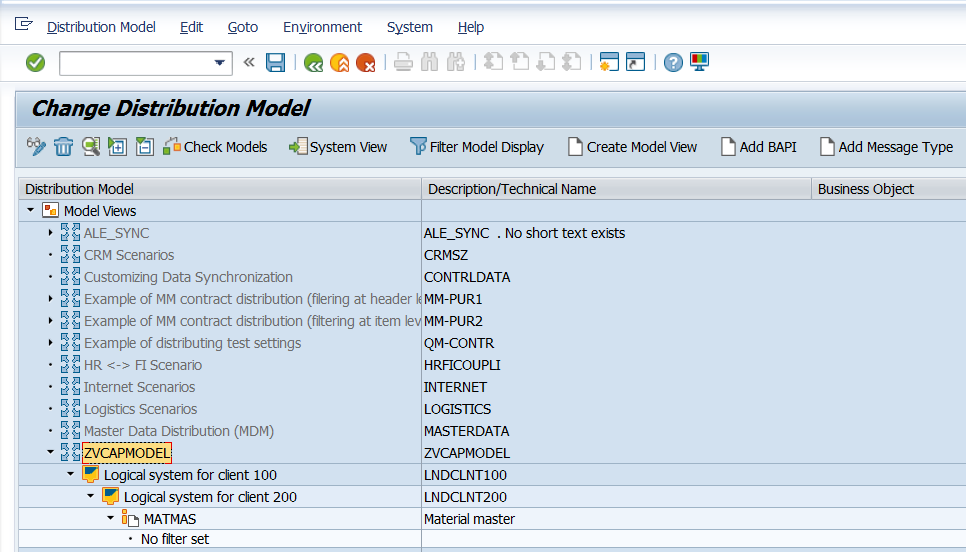 Distribution Model Edit Goto Environment System Help
Change Distribution Model
Check Models System View Filter Model Display Create Model View Add BAPI Add Message Type
Distribution Model Description/Technical Name Business Object
Model Views
ALE_SYNC ALE_SYNC . No short text exists
CRM Scenarios CRMSZ
Customizing Data Synchronization CONTRLDATA
Example of MM contract distribution (filering at header le MM-PUR1
Example of MM contract distribution (filtering at item lev MM-PUR2
Example of distributing test settings QM-CONTR
HR <-> FI Scenario HRFICOUPLI
Internet Scenarios INTERNET
Logistics Scenarios LOGISTICS
Master Data Distribution (MDM) MASTERDATA
ZVCAPMODEL ZVCAPMODEL
Logical system for client 100 LNDCLNT100
Logical system for client 200 LNDCLNT200
MATMAS Material master
No filter set